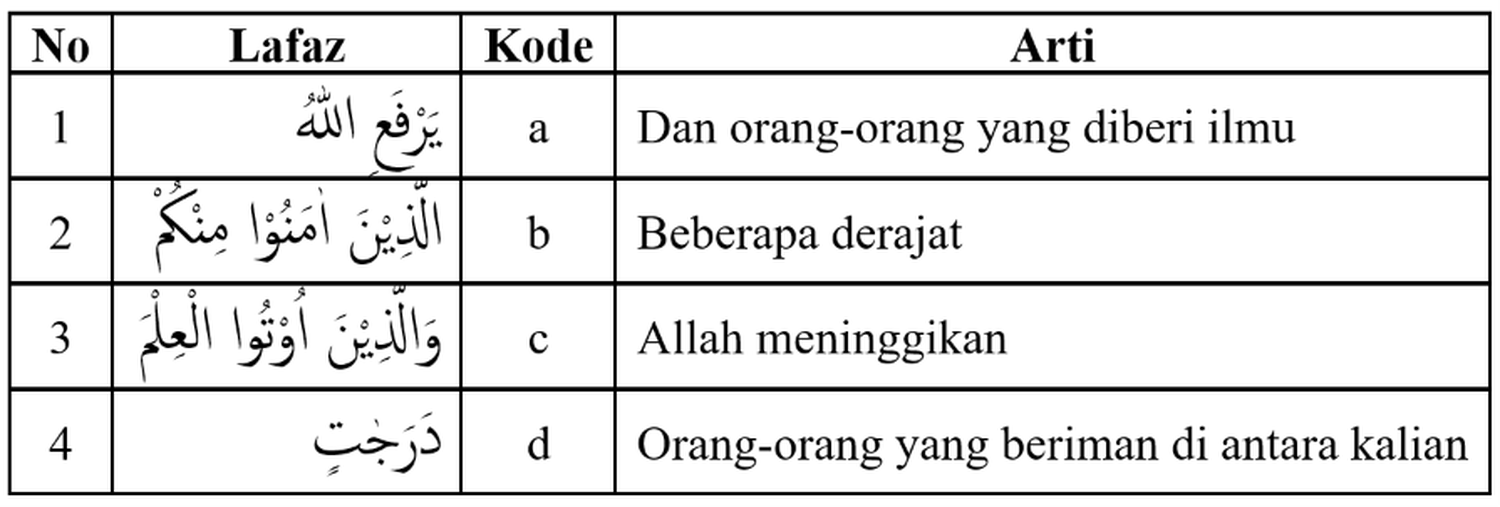 No Lafaz Kode Arti
1 يَرْفَعِ اللّٰهُ a Dan orang-orang yang diberi ilmu
2 الَّذِيْنَ اٰمَنُوْا مِنْكُمْ b Beberapa derajat
3 وَالَّذِيْنَ اُوْتُوا الْعِلْمَ c Allah meninggikan
4 دَرَجٰتٍ d Orang-orang yang beriman di antara kalian